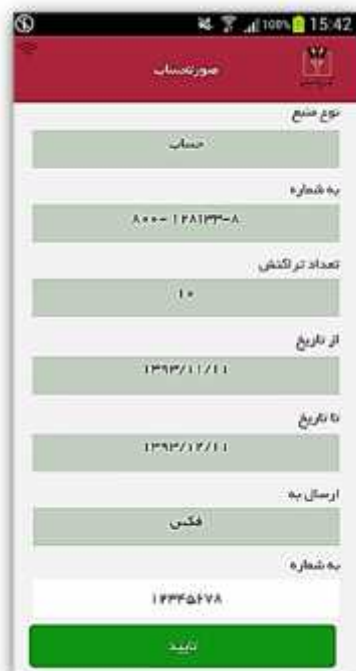 100% 15:42
صورتحساب
نوع منبع
حساب
به شماره
۸۰۰-۱۲۸۱۳۳-۸
تعداد تراکنش
۱۰
از تاریخ
۱۳۹۳/۱۱/۱۱
تا تاریخ
۱۳۹۳/۱۲/۱۱
ارسال به
فکس
به شماره
۱۲۳۴۵۶۷۸
تایید